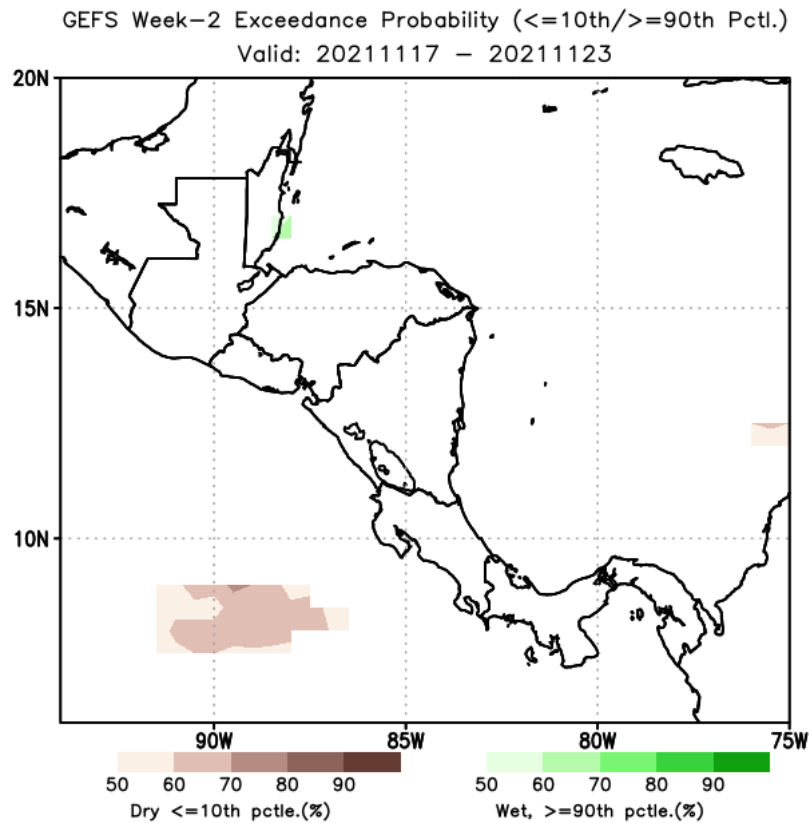 GEFS Week-2 Exceedance Probability (<=10th/>=90th Pctl.)
Valid: 20211117 - 20211123
20N
15N
10N
90W 85W 80W 75W
50 60 70 80 90 50 60 70 80 90
Dry <=10th pctle.(%) Wet, >=90th pctle.(%)